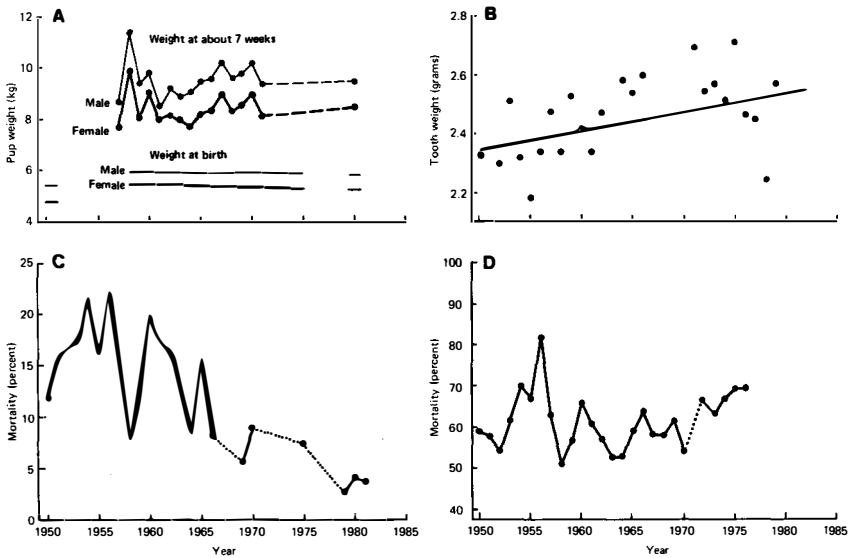 A
Weight at about 7 weeks
Male
Female
Weight at birth
Male
Female
Pup weight (kg)
12
10
8
6
4
B
Tooth weight (grams)
2.8
2.6
2.4
2.2
C
Mortality (percent)
25
20
15
10
5
0
1950 1955 1960 1965 1970 1975 1980 1985
Year
D
Mortality (percent)
100
90
80
70
60
50
40
1950 1955 1960 1965 1970 1975 1980 1985
Year